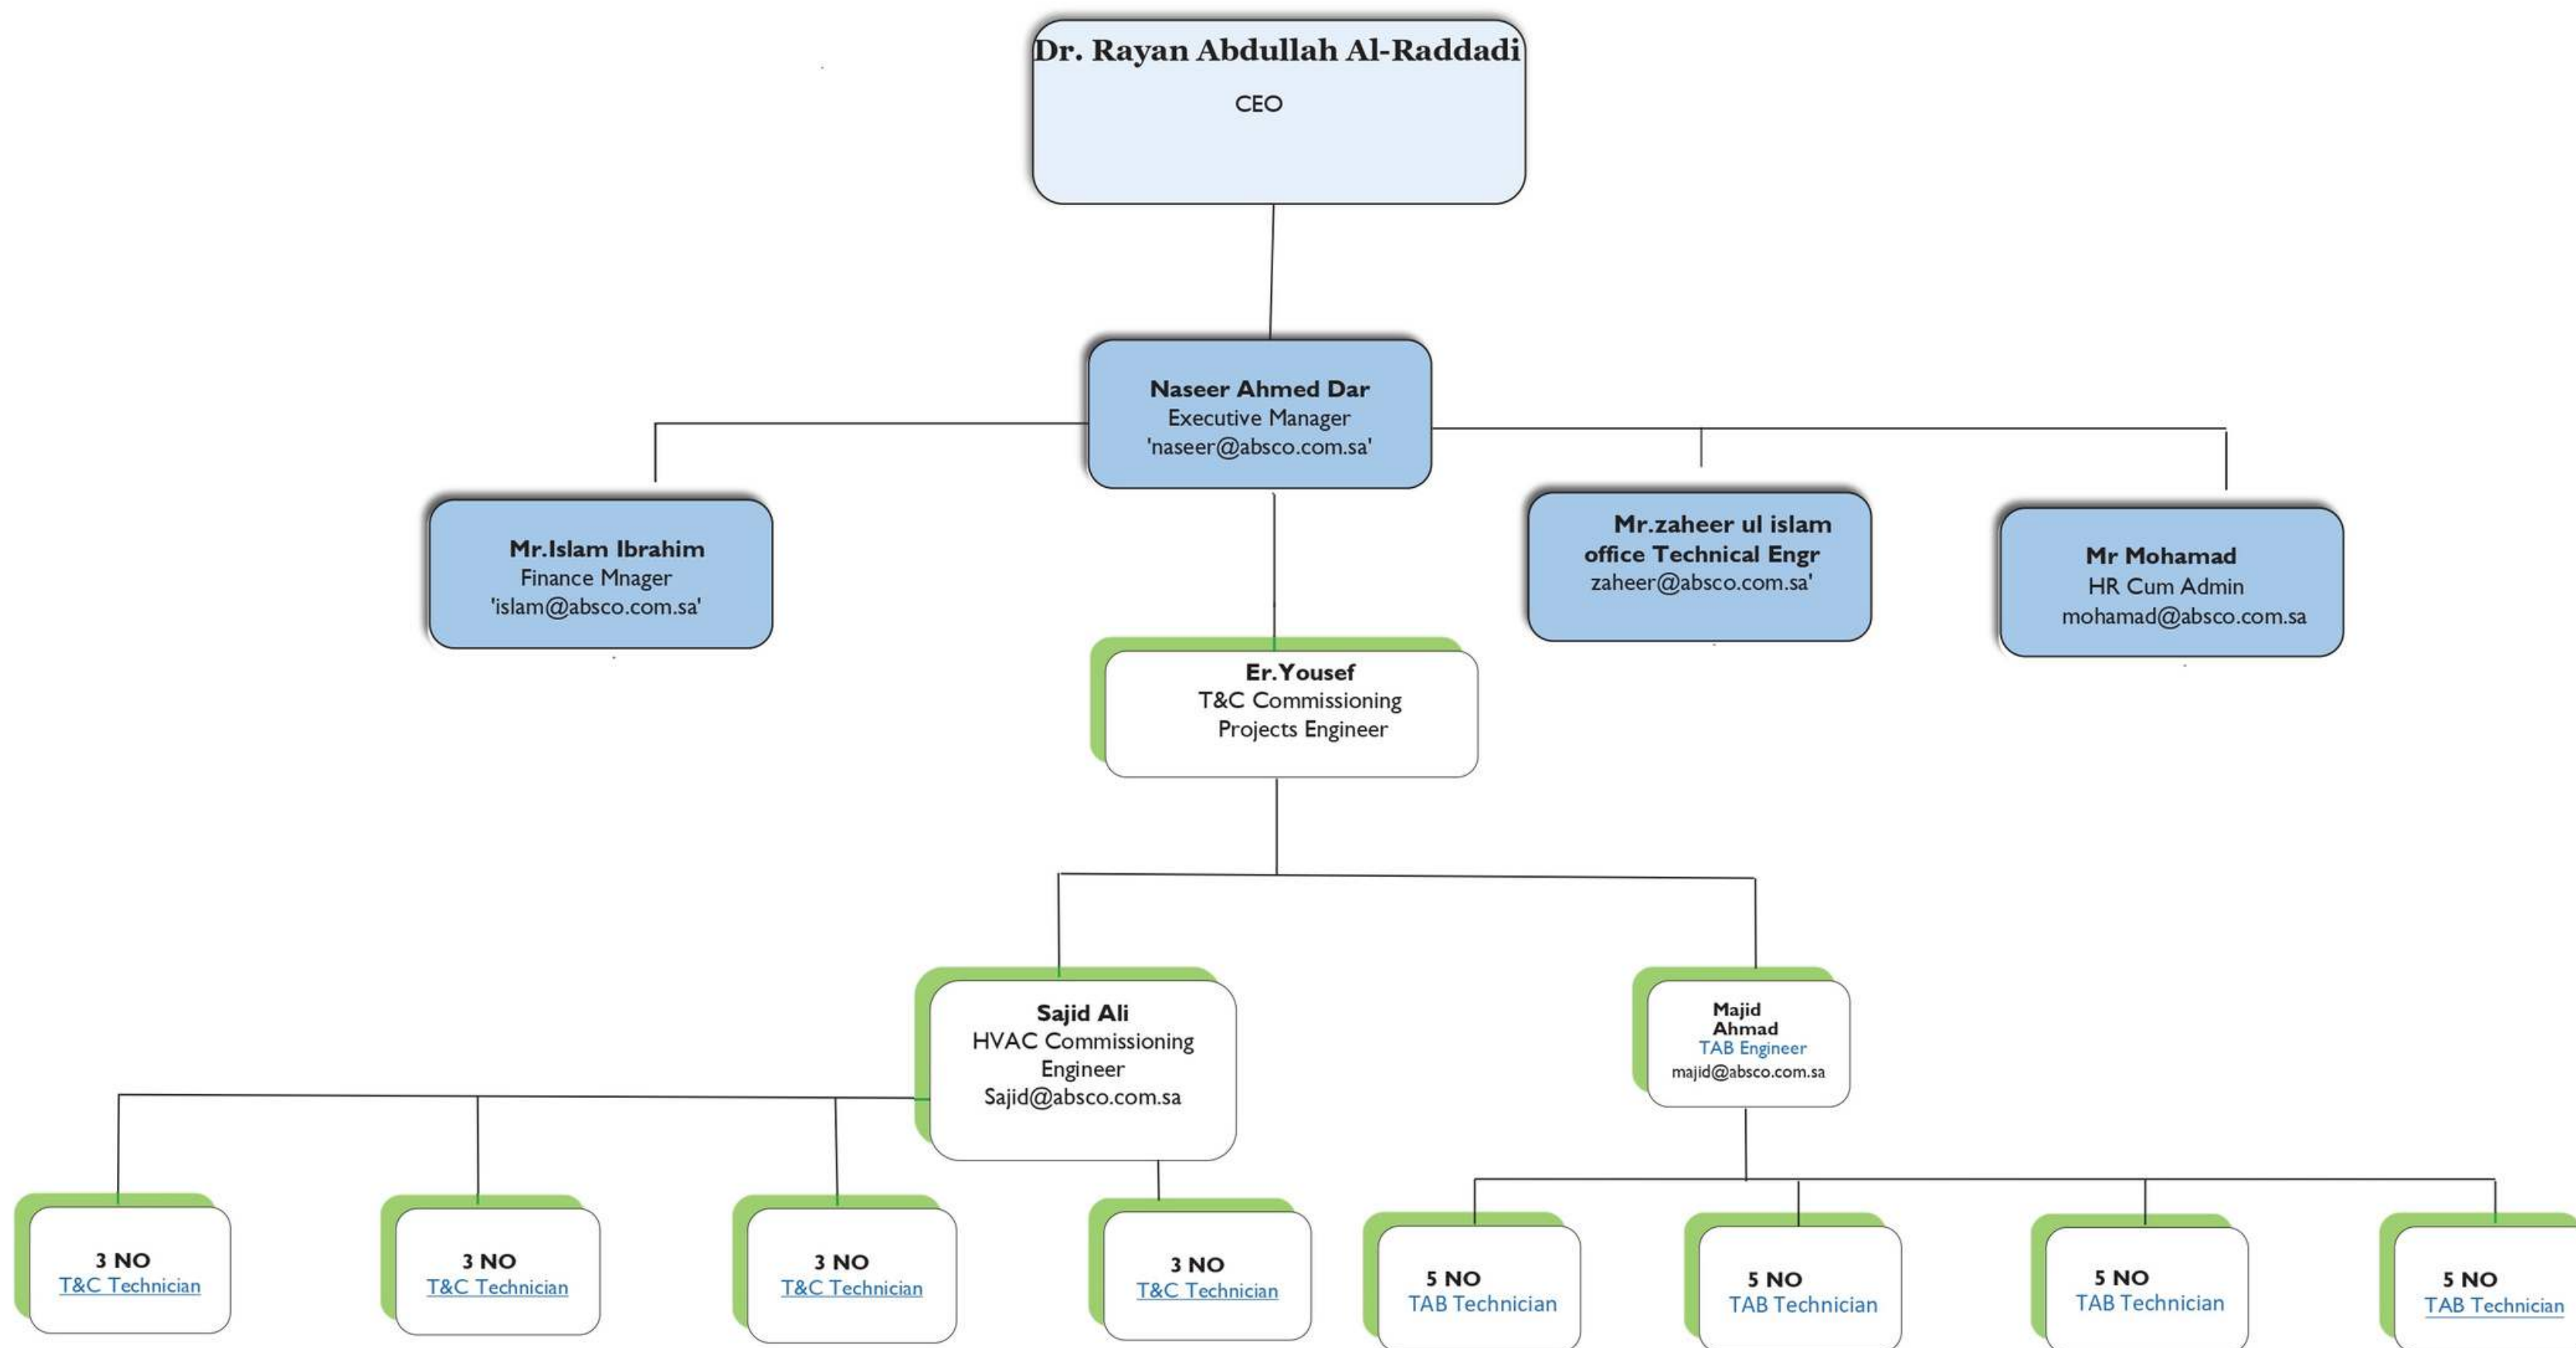 Dr. Rayan Abdullah Al-Raddadi
CEO
Naseer Ahmed Dar
Executive Manager
'naseer@absco.com.sa'
Mr.Islam Ibrahim
Finance Mnager
'islam@absco.com.sa'
Mr.zaheer ul islam
office Technical Engr
zaheer@absco.com.sa'
Mr Mohamad
HR Cum Admin
mohamad@absco.com.sa
Er.Yousef
T&C Commissioning
Projects Engineer
Sajid Ali
HVAC Commissioning
Engineer
Sajid@absco.com.sa
Majid
Ahmad
TAB Engineer
majid@absco.com.sa
3 NO
T&C Technician
3 NO
T&C Technician
3 NO
T&C Technician
3 NO
T&C Technician
5 NO
TAB Technician
5 NO
TAB Technician
5 NO
TAB Technician
5 NO
TAB Technician